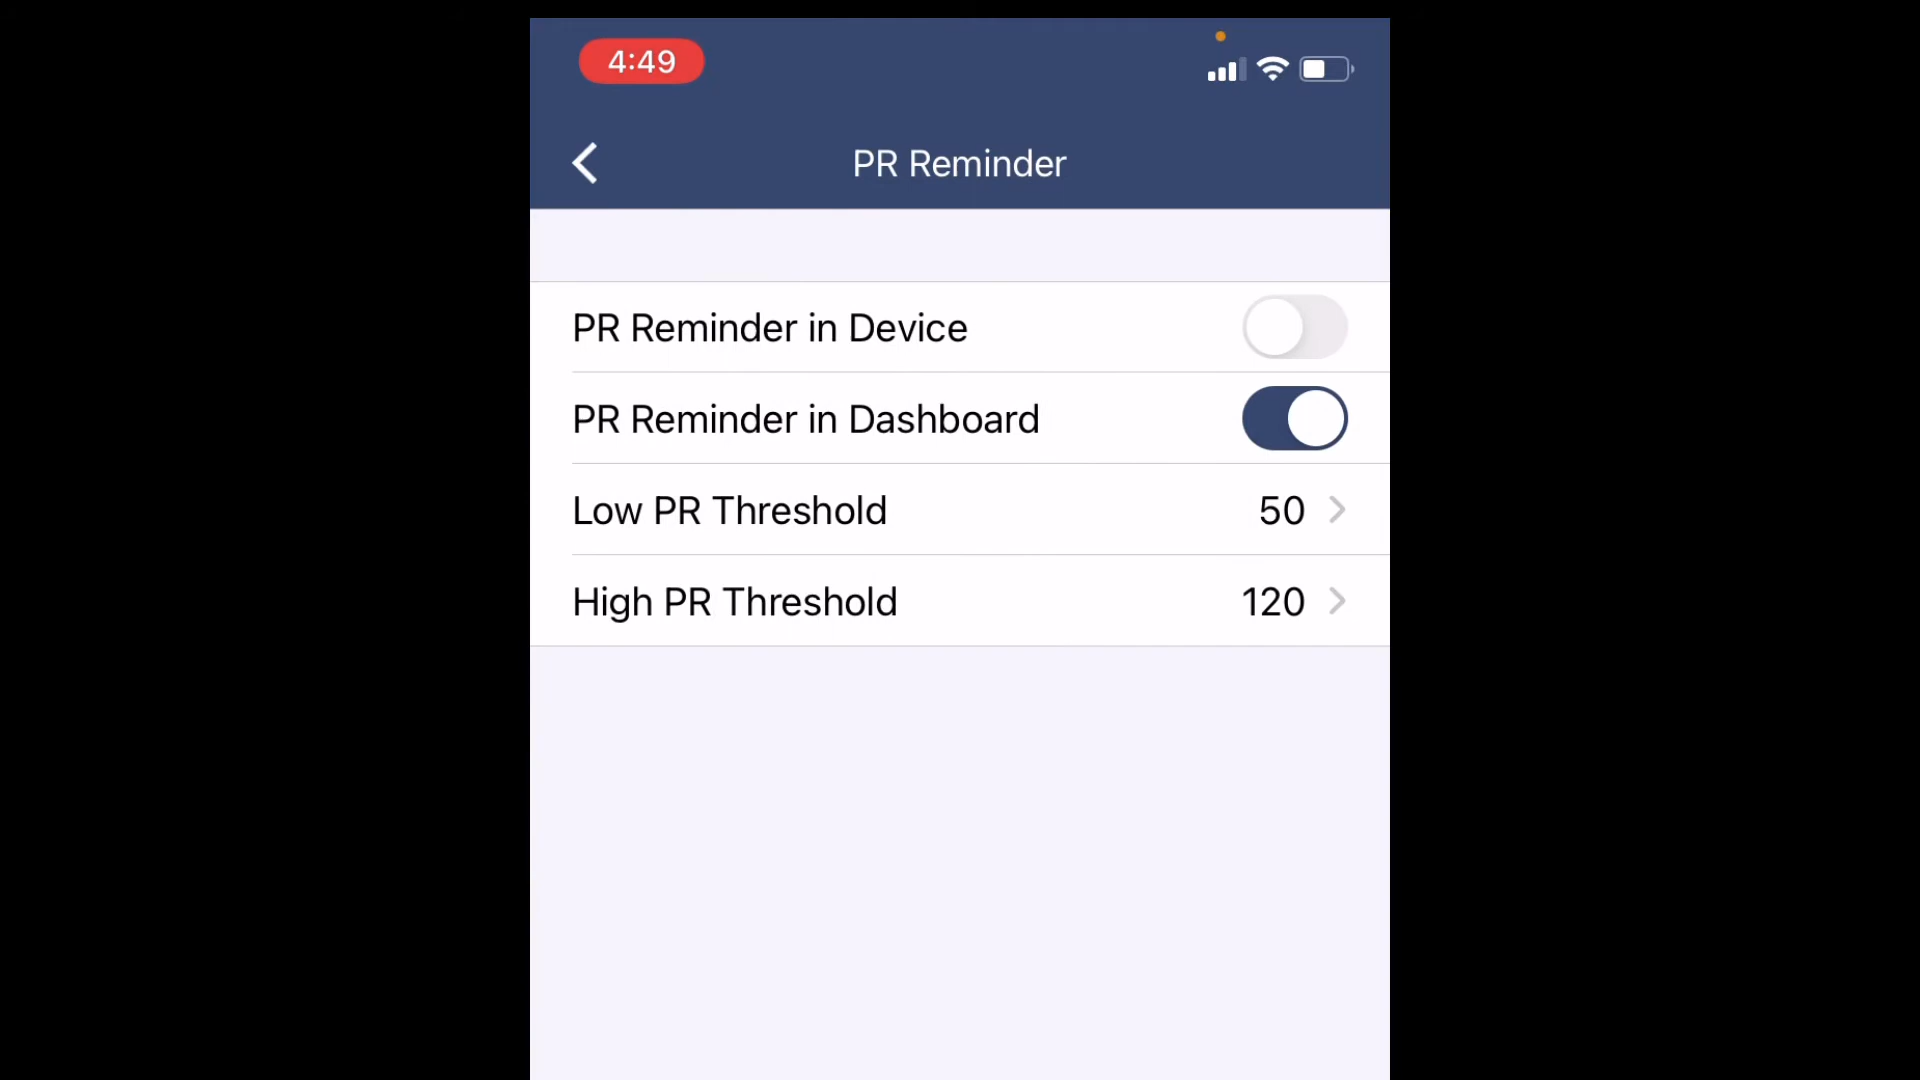 4:49
PR Reminder
PR Reminder in Device
PR Reminder in Dashboard
Low PR Threshold 50
High PR Threshold 120